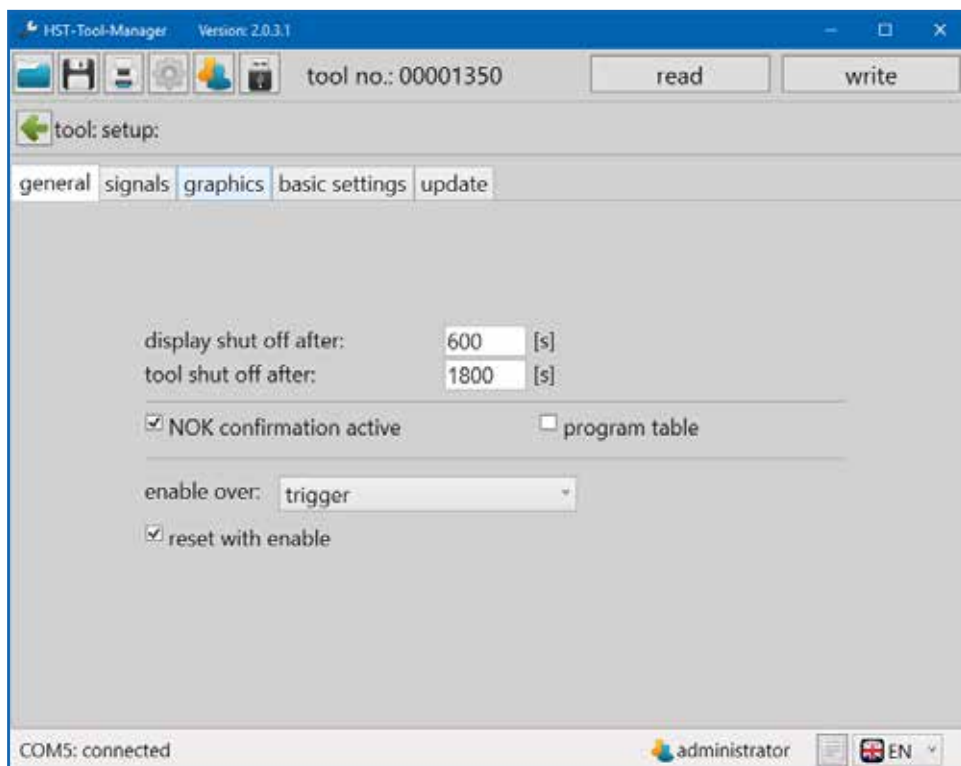 HST-Tool-Manager Version: 2.0.3.1
tool no.: 00001350 read write
tool: setup:
general signals graphics basic settings update
display shut off after: 600 [s]
tool shut off after: 1800 [s]
NOK confirmation active program table
enable over: trigger
reset with enable
COM5: connected administrator EN